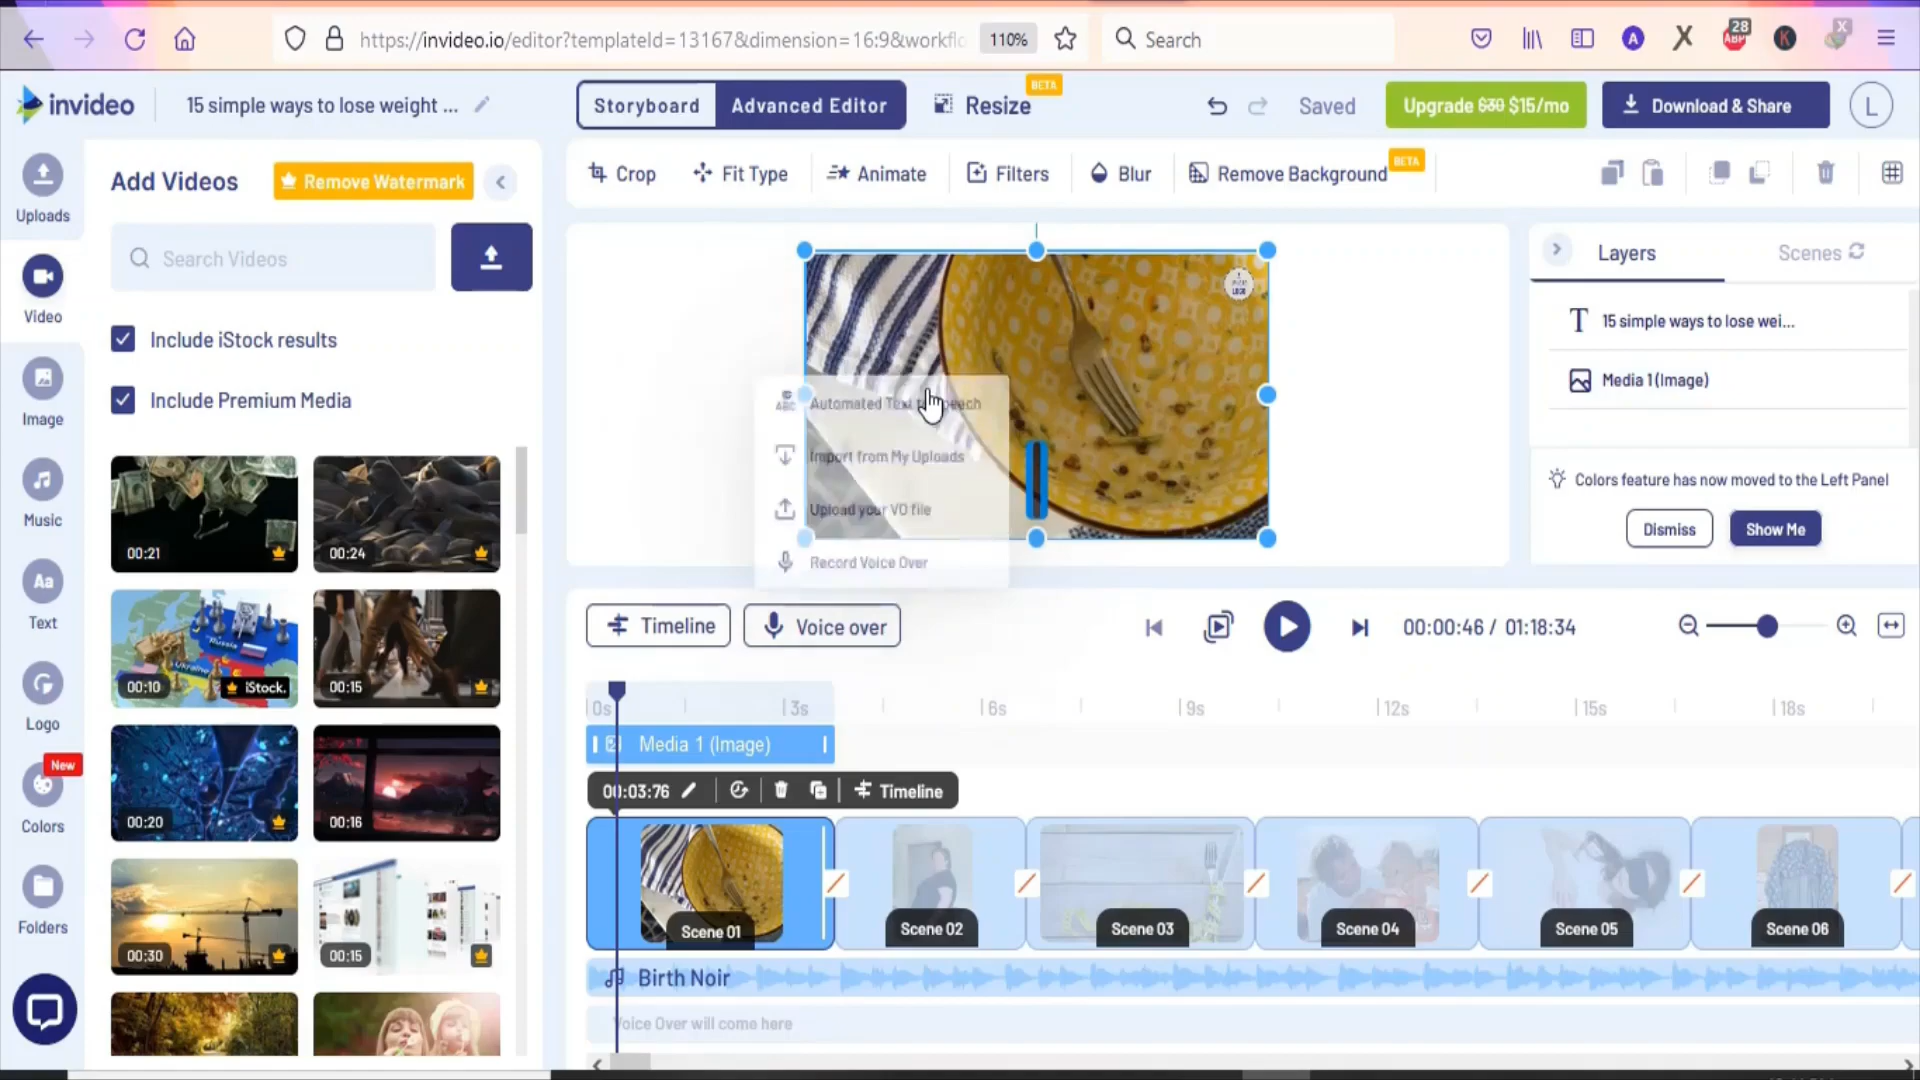 https://invideo.io/editor?templateId=13167&dimension=16:9&workflo
110%
Search
28
ABP
A
K
X
invideo
15 simple ways to lose weight ...
Storyboard
Advanced Editor
Resize
BETA
Saved
Upgrade $30 $15/mo
Download & Share
L
Uploads
Video
Image
Music
Aa
Text
Logo
New
Colors
Folders
Add Videos
Remove Watermark
Search Videos
Include iStock results
Include Premium Media
00:21
00:24
Russia
Ukraine
00:10
iStock.
00:15
00:20
00:16
00:30
00:15
Crop
Fit Type
Animate
Filters
Blur
Remove Background
BETA
LOGO
ABC
Automated Text to Speech
Import from My Uploads
Upload your VO file
Record Voice Over
Layers
Scenes
T
15 simple ways to lose wei...
Media 1 (Image)
Colors feature has now moved to the Left Panel
Dismiss
Show Me
Timeline
Voice over
00:00:46 / 01:18:34
0s
3s
6s
9s
12s
15s
18s
Media 1 (Image)
00:03:76
Timeline
Scene 01
Scene 02
Scene 03
Scene 04
Scene 05
Scene 06
Birth Noir
Voice Over will come here